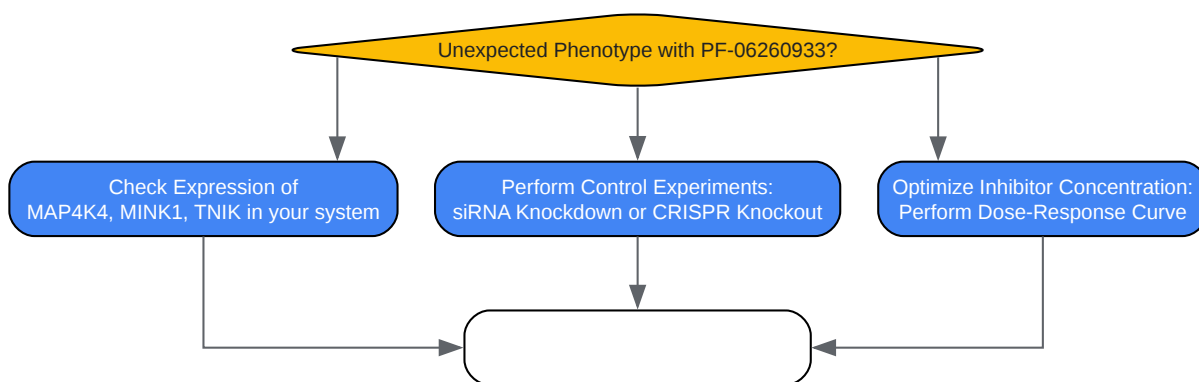 Unexpected Phenotype with PF-06260933?
Check Expression of
MAP4K4, MINK1, TNIK in your system
Perform Control Experiments:
siRNA Knockdown or CRISPR Knockout
Optimize Inhibitor Concentration:
Perform Dose-Response Curve